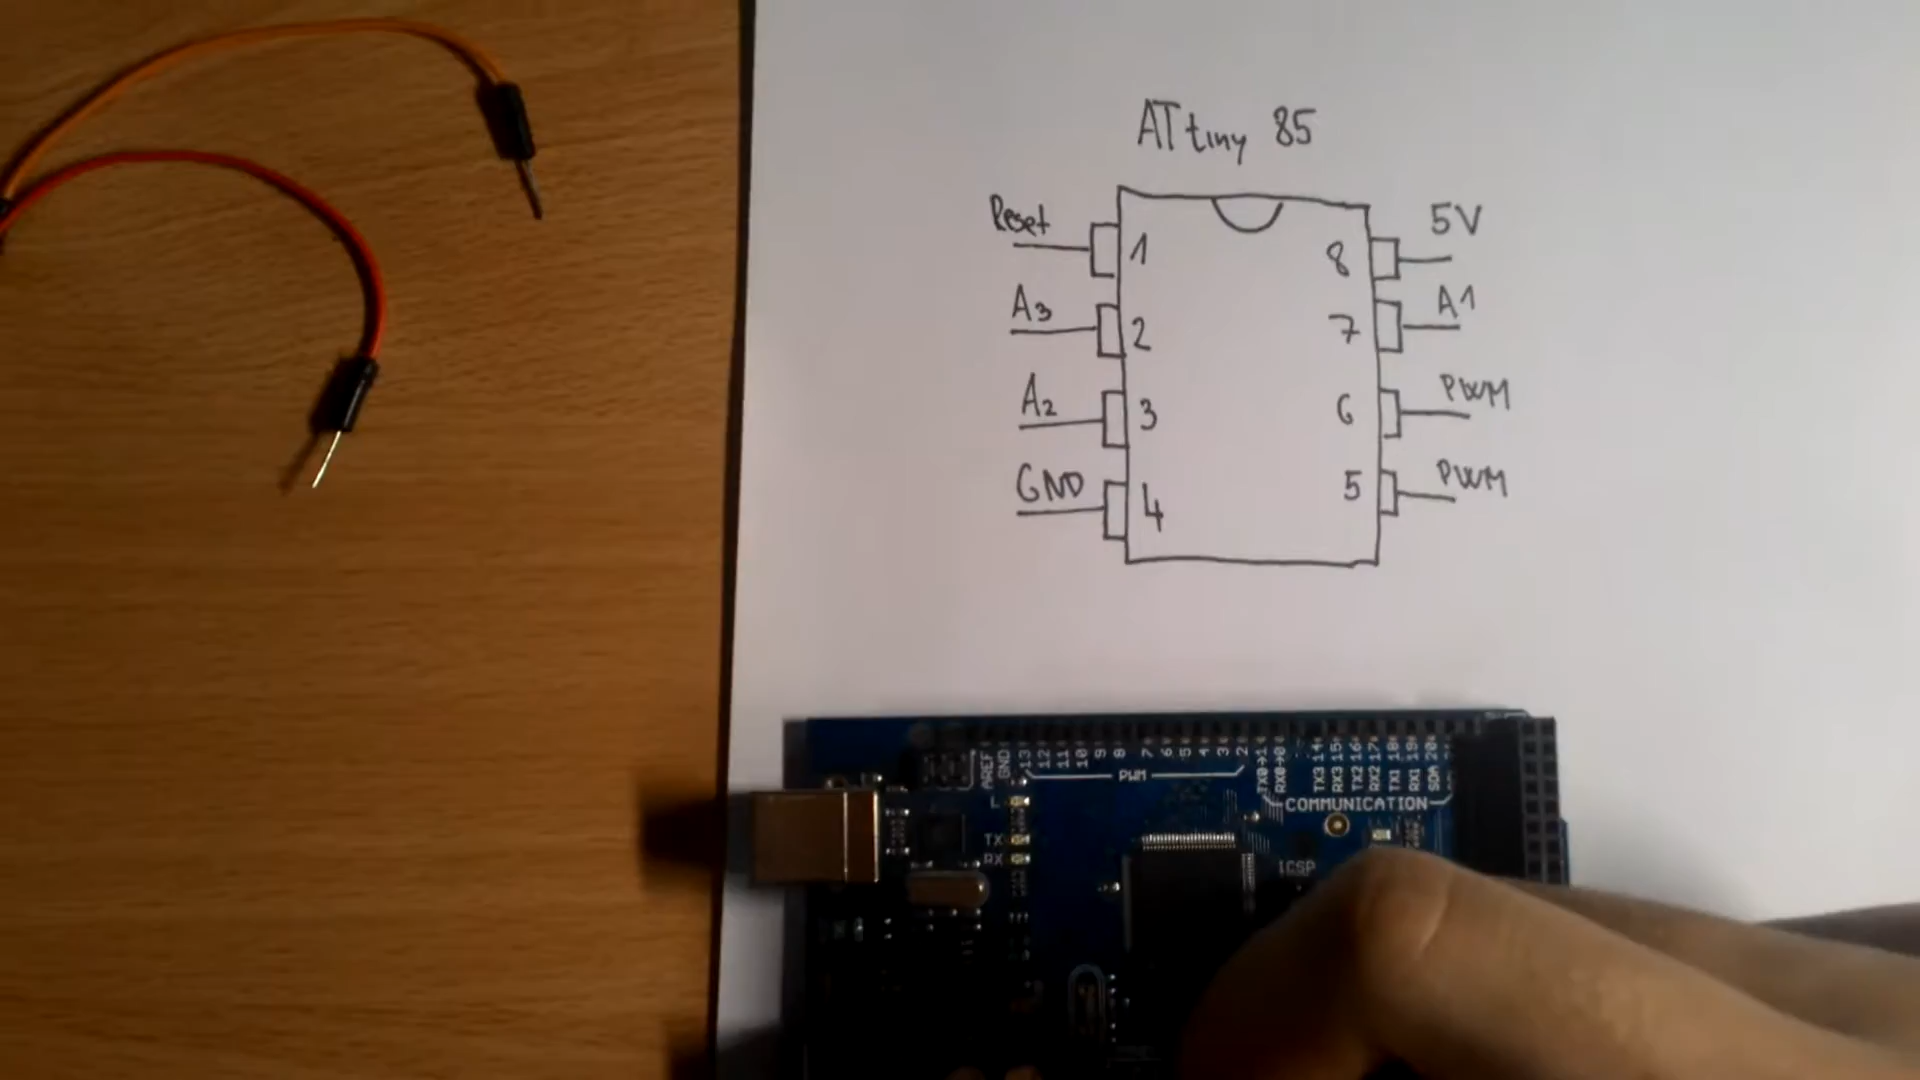 ATtiny 85
Reset 1 8 5V
A3 2 7 A1
A2 3 6 PWM
GND 4 5 PWM
AREF GND 13 12 11 10 9 8 7 6 5 4 3 2 TX0→1 RX0←0 TX3 14 RX3 15 TX2 16 RX2 17 TX1 18 RX1 19 SDA 20
PWM
COMMUNICATION
L
TX
RX
ICSP